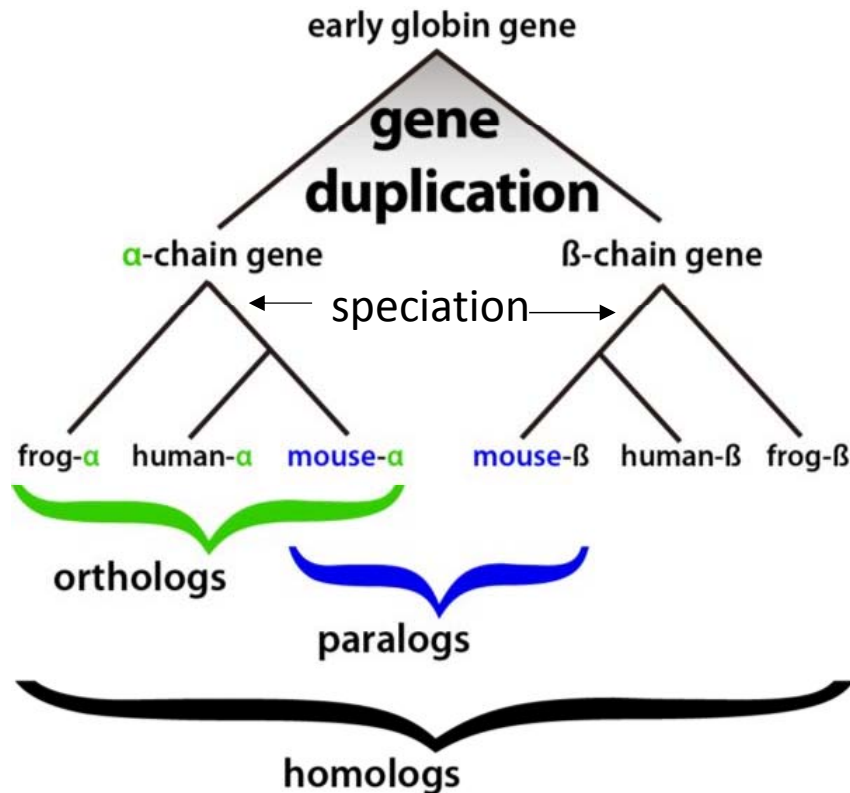 early globin gene
gene
duplication
α-chain gene
ß-chain gene
speciation
frog-α human-α mouse-α mouse-ß human-ß frog-ß
orthologs
paralogs
homologs